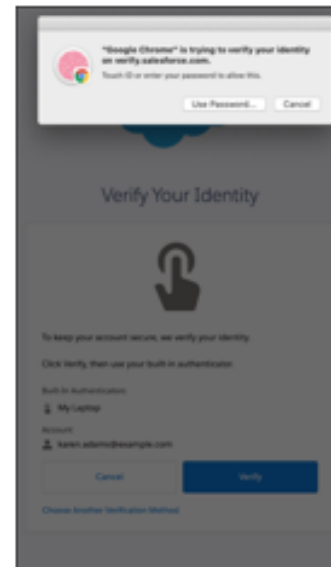 "Google Chrome" is trying to verify your identity
on verify.salesforce.com.
Touch ID or enter your password to allow this.
Use Password...
Cancel
Verify Your Identity
To keep your account secure, we verify your identity.
Click Verify, then use your built-in authenticator.
Built-In Authenticators
My Laptop
Account
karen.adams@example.com
Cancel
Verify
Choose Another Verification Method